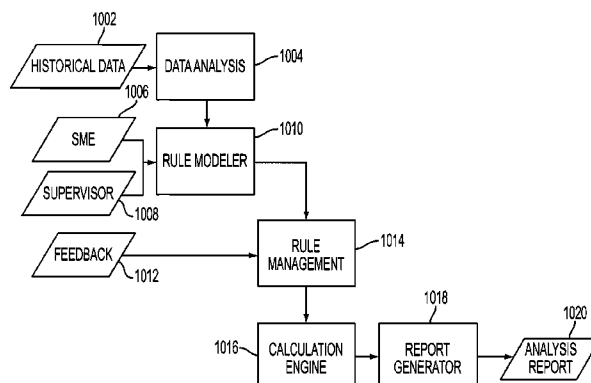 1002
HISTORICAL DATA
DATA ANALYSIS
1004
1006
SME
RULE MODELER
1010
SUPERVISOR
1008
FEEDBACK
1012
RULE
MANAGEMENT
1014
1016
CALCULATION
ENGINE
1018
REPORT
GENERATOR
1020
ANALYSIS
REPORT